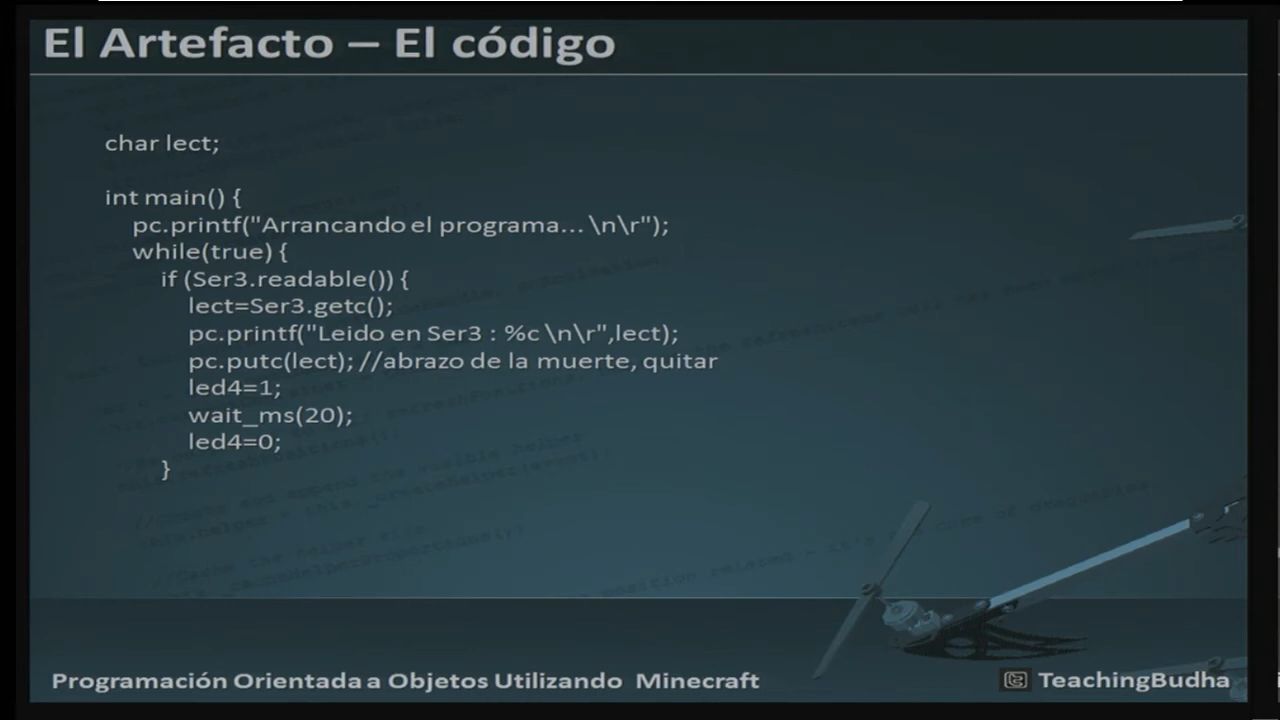 El Artefacto – El código
char lect;
int main() {
pc.printf("Arrancando el programa... \n\r");
while(true) {
if (Ser3.readable()) {
lect=Ser3.getc();
pc.printf("Leido en Ser3 : %c \n\r",lect);
pc.putc(lect); //abrazo de la muerte, quitar
led4=1;
wait_ms(20);
led4=0;
}
Programación Orientada a Objetos Utilizando Minecraft
TeachingBudha